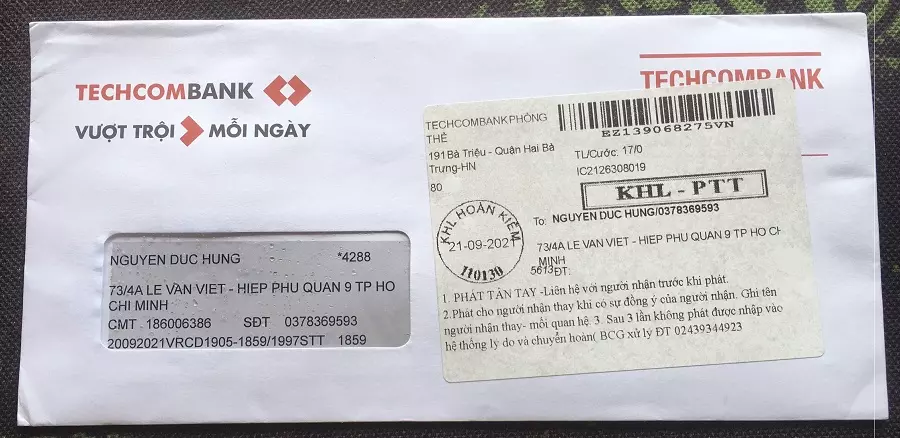 TECHCOMBANK
VƯỢT TRỘI MỖI NGÀY
NGUYEN DUC HUNG *4288
73/4A LE VAN VIET - HIEP PHU QUAN 9 TP HO
CHI MINH
CMT 186006386 SĐT 0378369593
20092021VRCD1905-1859/1997STT 1859
TECHCOMBANK
TECHCOMBANKPHÒNG
THẺ
191 Bà Triệu - Quận Hai Bà
Trưng-HN
80
EZ139068275VN
TL/Cước: 17/0
IC2126308019
KHL - PTT
KHL HOÀN KIẾM
21-09-2021
110130
To: NGUYEN DUC HUNG/0378369593
73/4A LE VAN VIET - HIEP PHU QUAN 9 TP HO CH
MINH
5613ĐT:
1. PHÁT TẬN TAY -Liên hệ với người nhận trước khi phát.
2.Phát cho người nhận thay khi có sự đồng ý của người nhận. Ghi tên
người nhận thay- mối quan hệ. 3. Sau 3 lần không phát được nhập vào
hệ thống lý do và chuyển hoàn( BCG xử lý ĐT 02439344923